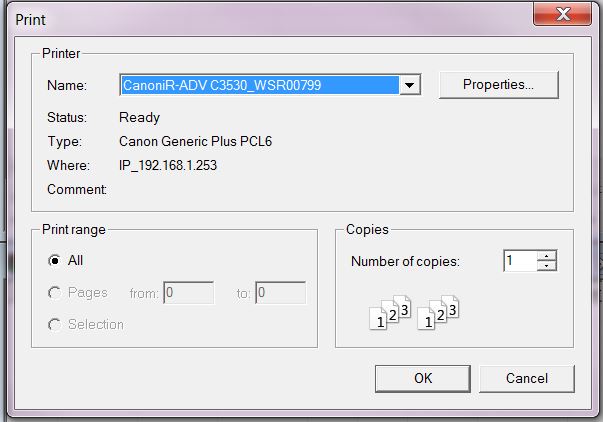 Print
Printer
Name: CanoniR-ADV C3530_WSR00799 Properties...
Status: Ready
Type: Canon Generic Plus PCL6
Where: IP_192.168.1.253
Comment:
Print range
All
Pages from: 0 to: 0
Selection
Copies
Number of copies: 1
1 2 3 1 2 3
OK Cancel